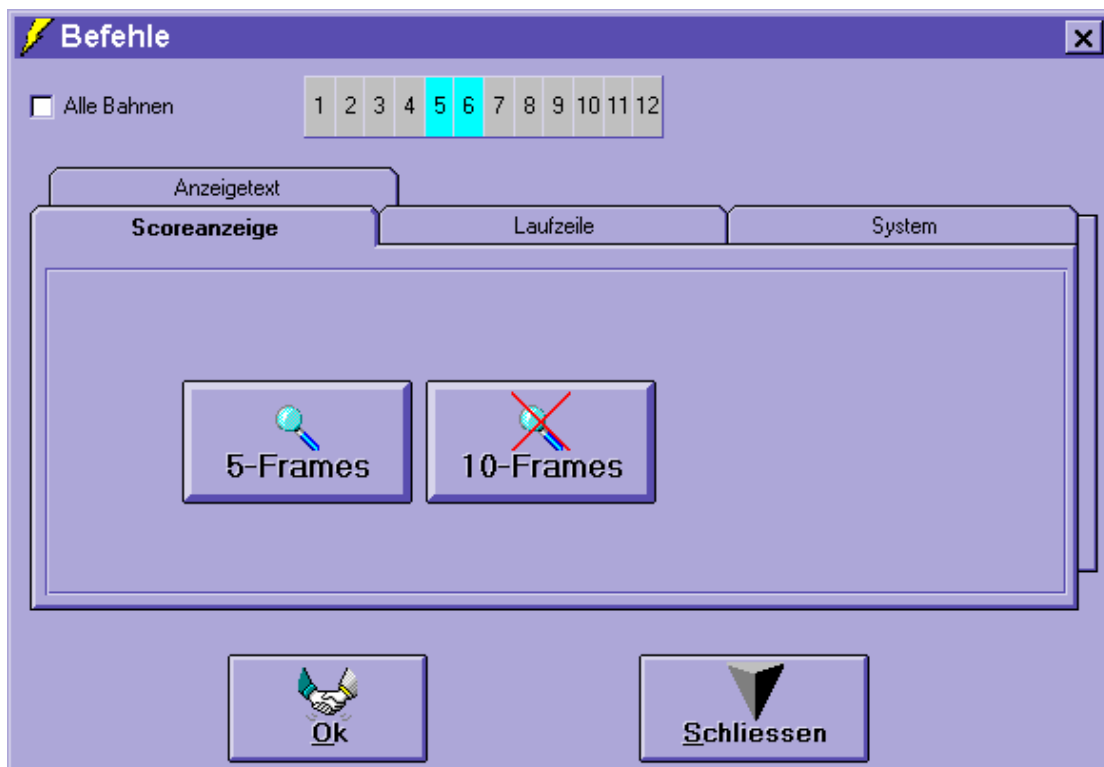 Befehle
Alle Bahnen
1 2 3 4 5 6 7 8 9 10 11 12
Anzeigetext
Scoreanzeige Laufzeile System
5-Frames 10-Frames
Ok Schliessen